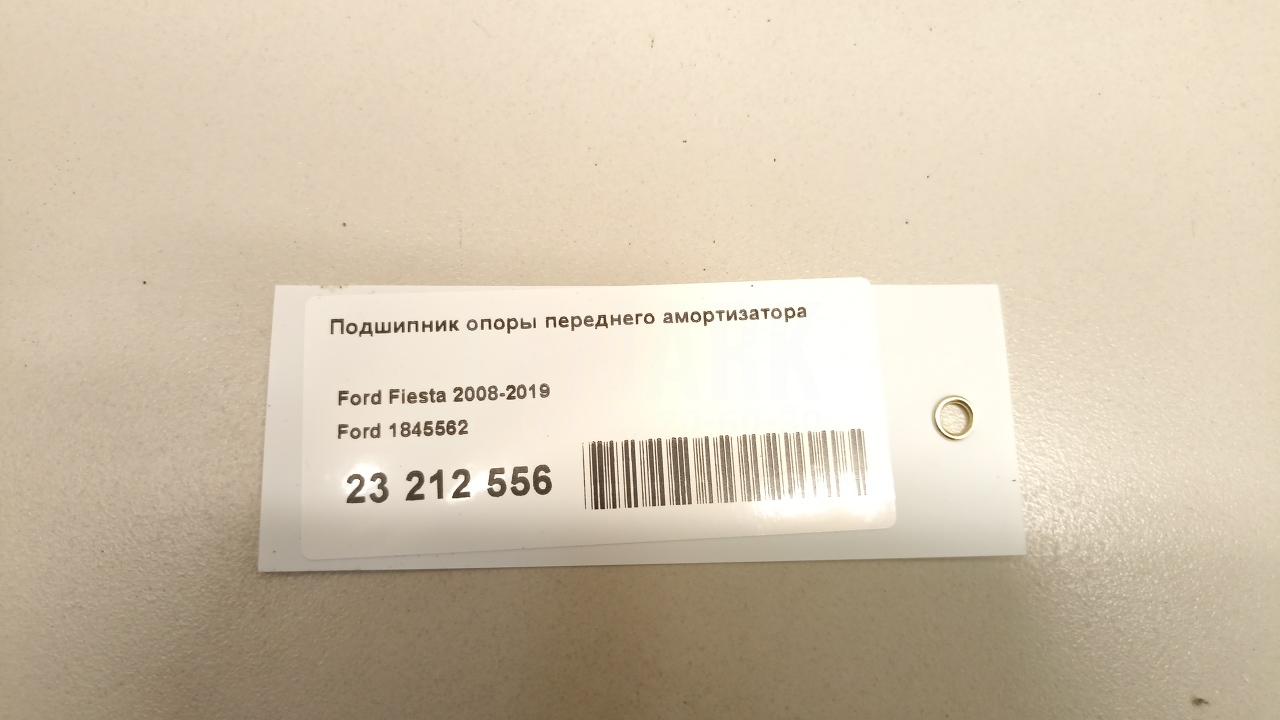 Подшипник опоры переднего амортизатора
Ford Fiesta 2008-2019
Ford 1845562
23 212 556